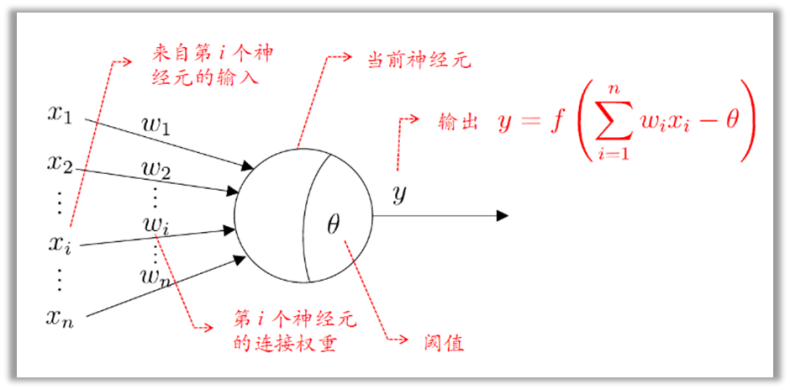 来自第 i 个神
经元的输入
当前神经元
x₁
w₁
输出 y = f(∑ᵢ₌₁ⁿ wᵢxᵢ − θ)
x₂
w₂
⋮
⋮
y
xᵢ
wᵢ
θ
⋮
⋮
wₙ
xₙ
第 i 个神经元
的连接权重
阈值